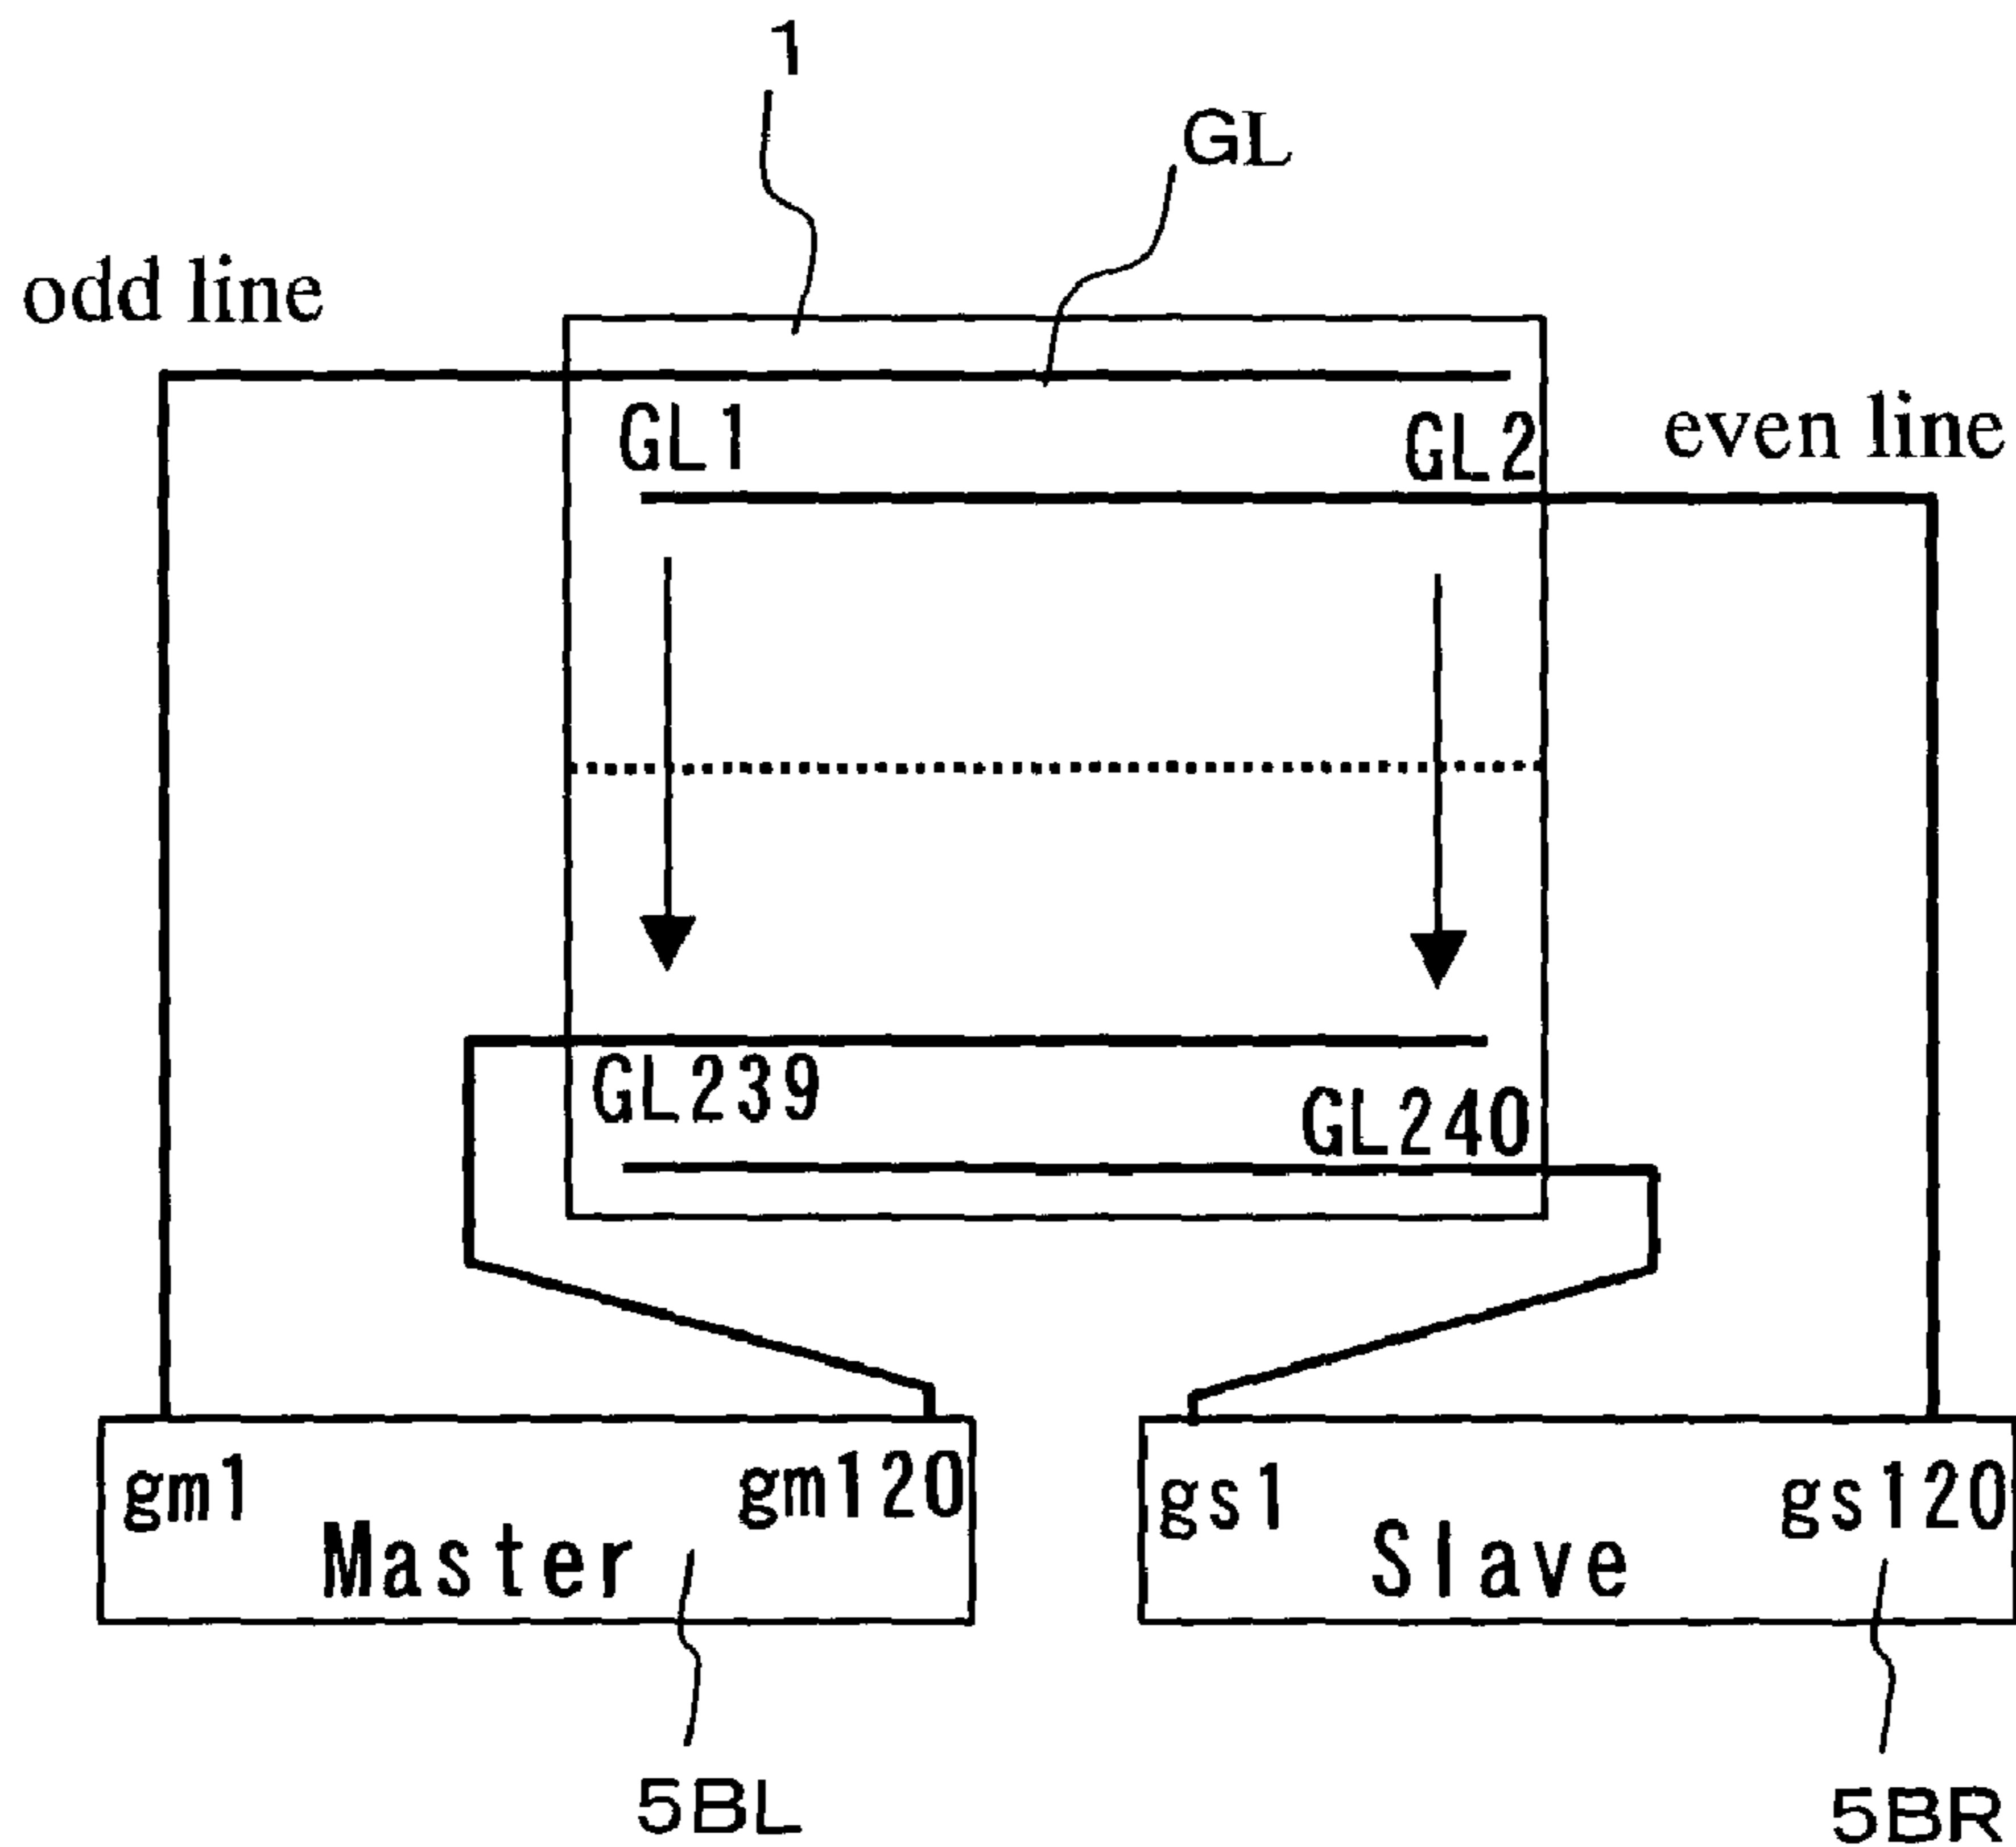 1
GL
odd line
GL1
GL2
even line
GL239
GL240
gm1
gm120
gs1
gs120
Master
Slave
5BL
5BR